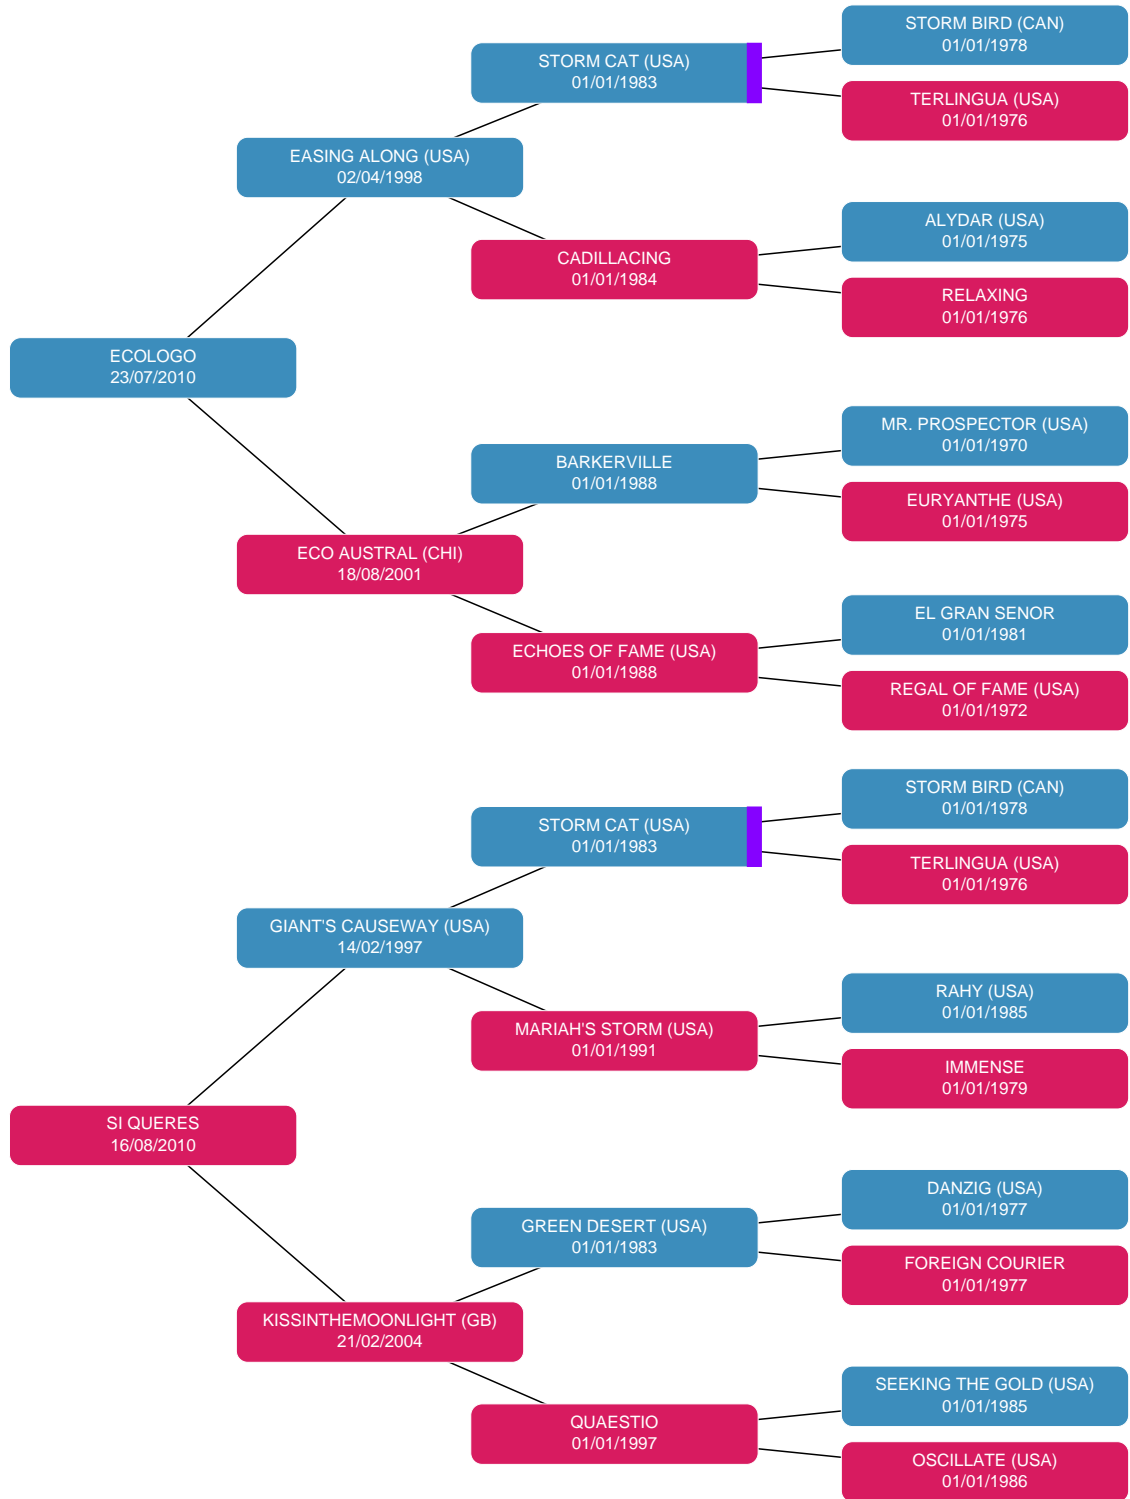 STORM BIRD (CAN)
01/01/1978
STORM CAT (USA)
01/01/1983
TERLINGUA (USA)
01/01/1976
EASING ALONG (USA)
02/04/1998
ALYDAR (USA)
01/01/1975
CADILLACING
01/01/1984
RELAXING
01/01/1976
ECOLOGO
23/07/2010
MR. PROSPECTOR (USA)
01/01/1970
BARKERVILLE
01/01/1988
EURYANTHE (USA)
01/01/1975
ECO AUSTRAL (CHI)
18/08/2001
EL GRAN SENOR
01/01/1981
ECHOES OF FAME (USA)
01/01/1988
REGAL OF FAME (USA)
01/01/1972
STORM BIRD (CAN)
01/01/1978
STORM CAT (USA)
01/01/1983
TERLINGUA (USA)
01/01/1976
GIANT'S CAUSEWAY (USA)
14/02/1997
RAHY (USA)
01/01/1985
MARIAH'S STORM (USA)
01/01/1991
IMMENSE
01/01/1979
SI QUERES
16/08/2010
DANZIG (USA)
01/01/1977
GREEN DESERT (USA)
01/01/1983
FOREIGN COURIER
01/01/1977
KISSINTHEMOONLIGHT (GB)
21/02/2004
SEEKING THE GOLD (USA)
01/01/1985
QUAESTIO
01/01/1997
OSCILLATE (USA)
01/01/1986